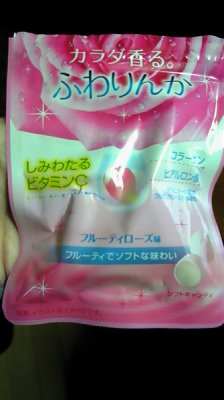 カラダ香る。
ふわりんか
しみわたる
ビタミンC
コラーゲン
ヒアルロン酸
フルーティローズ味
フルーティでソフトな味わい
ソフトキャンディ